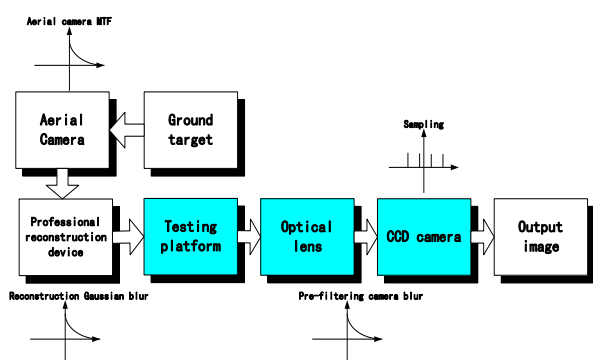 Aerial camera MTF
Aerial
Camera
Ground
target
Sampling
Professional
reconstruction
device
Testing
platform
Optical
lens
CCD camera
Output
image
Reconstruction Gaussian blur
Pre-filtering camera blur